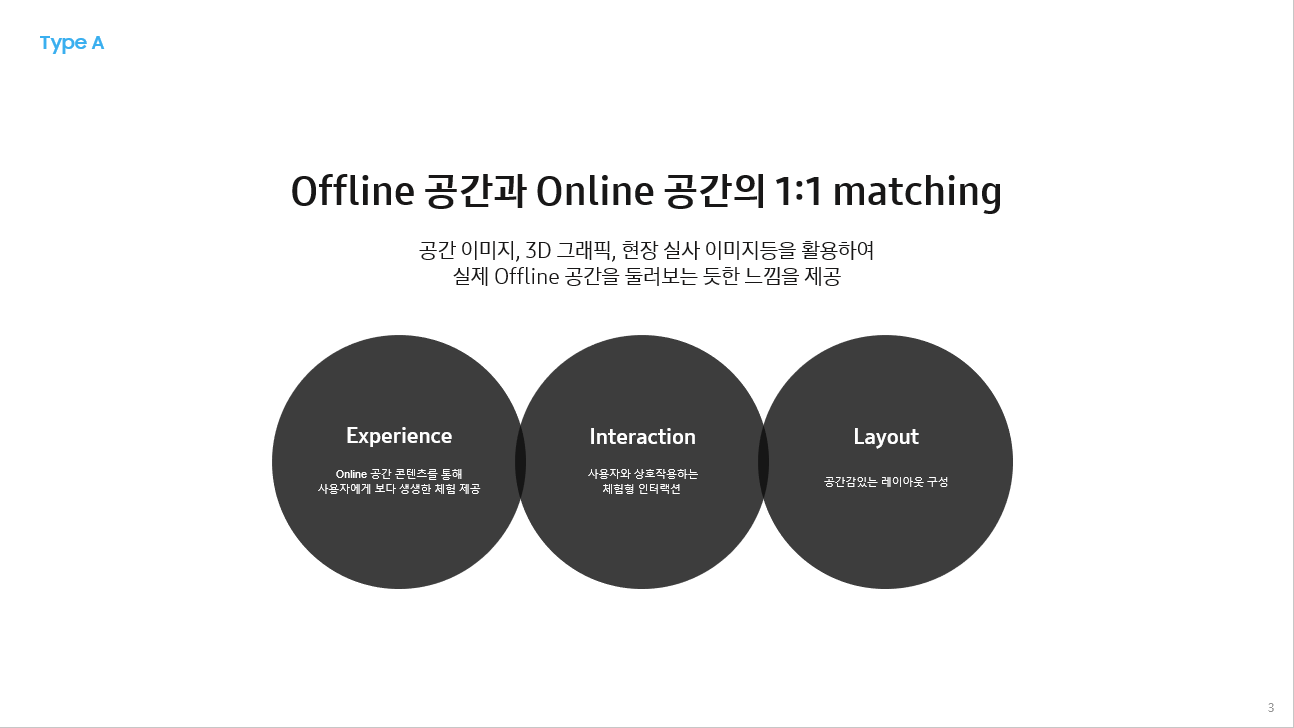 Type A
Offline 공간과 Online 공간의 1:1 matching
공간 이미지, 3D 그래픽, 현장 실사 이미지등을 활용하여
실제 Offline 공간을 둘러보는 듯한 느낌을 제공
Experience
Online 공간 콘텐츠를 통해
사용자에게 보다 생생한 체험 제공
Interaction
사용자와 상호작용하는
체험형 인터랙션
Layout
공간감있는 레이아웃 구성
3